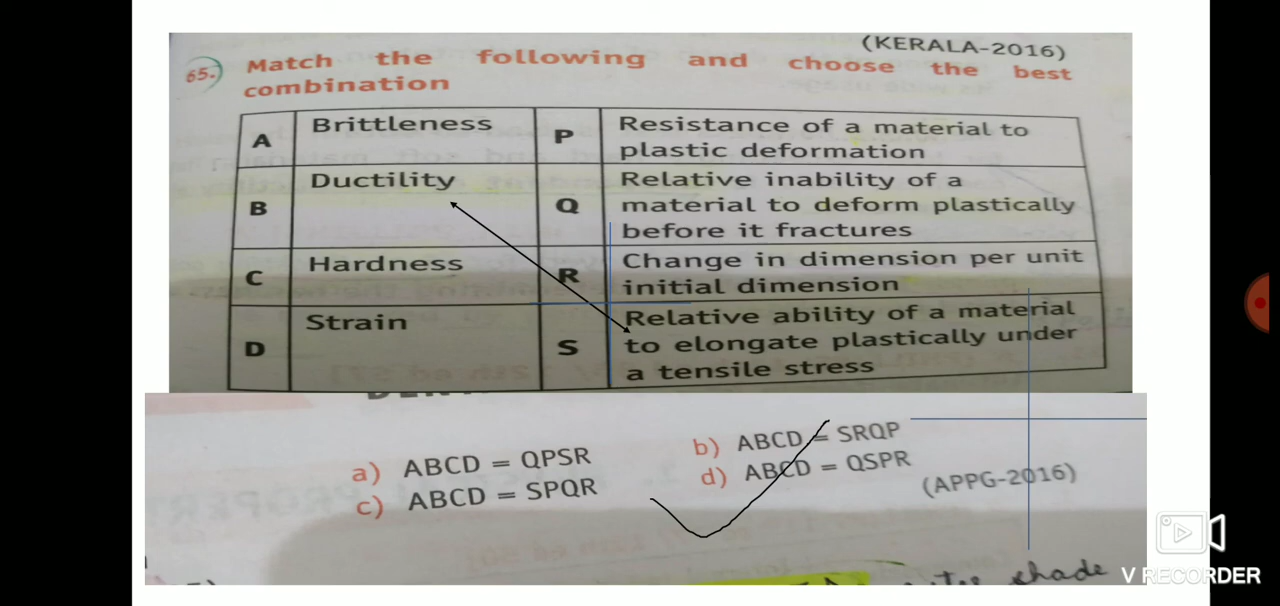 (KERALA-2016)
65. Match the following and choose the best
combination
A Brittleness P Resistance of a material to
plastic deformation
B Ductility Q Relative inability of a
material to deform plastically
before it fractures
C Hardness R Change in dimension per unit
initial dimension
D Strain S Relative ability of a material
to elongate plastically under
a tensile stress
a) ABCD = QPSR b) ABCD = SRQP
c) ABCD = SPQR d) ABCD = QSPR
(APPG-2016)
shade
V RECORDER